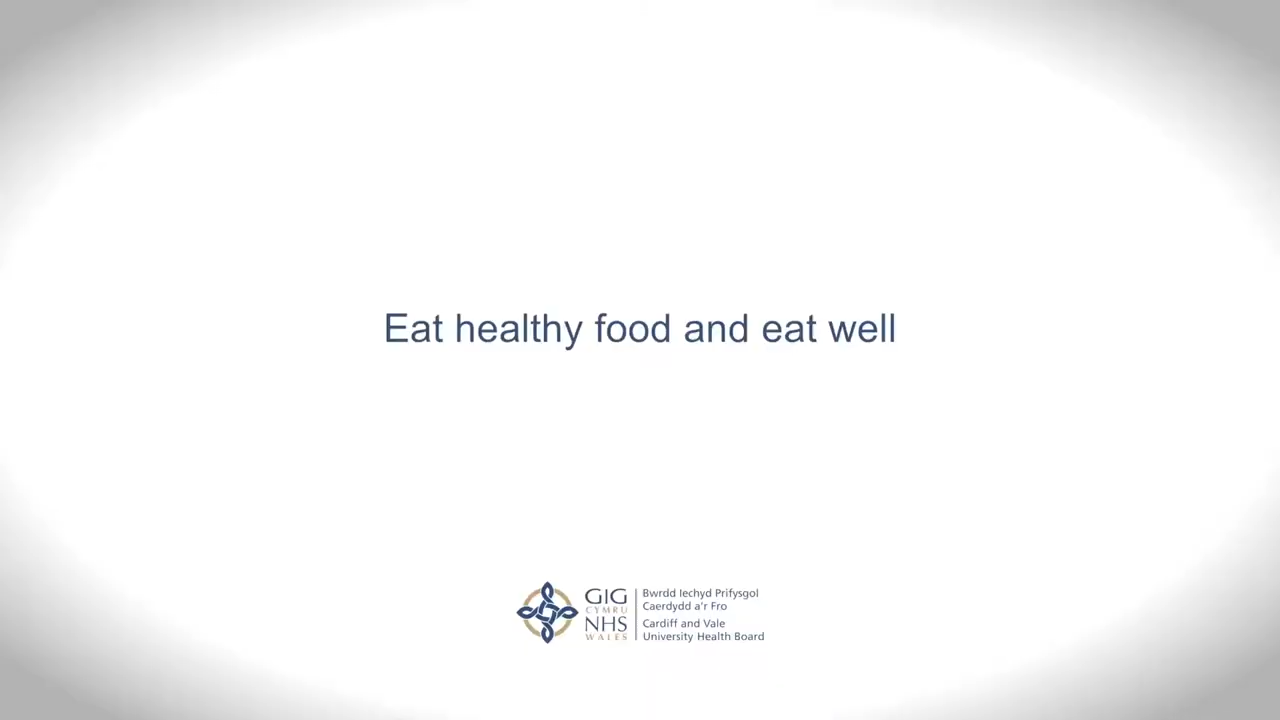 Eat healthy food and eat well
GIG
CYMRU
NHS
WALES
Bwrdd Iechyd Prifysgol
Caerdydd a'r Fro
Cardiff and Vale
University Health Board